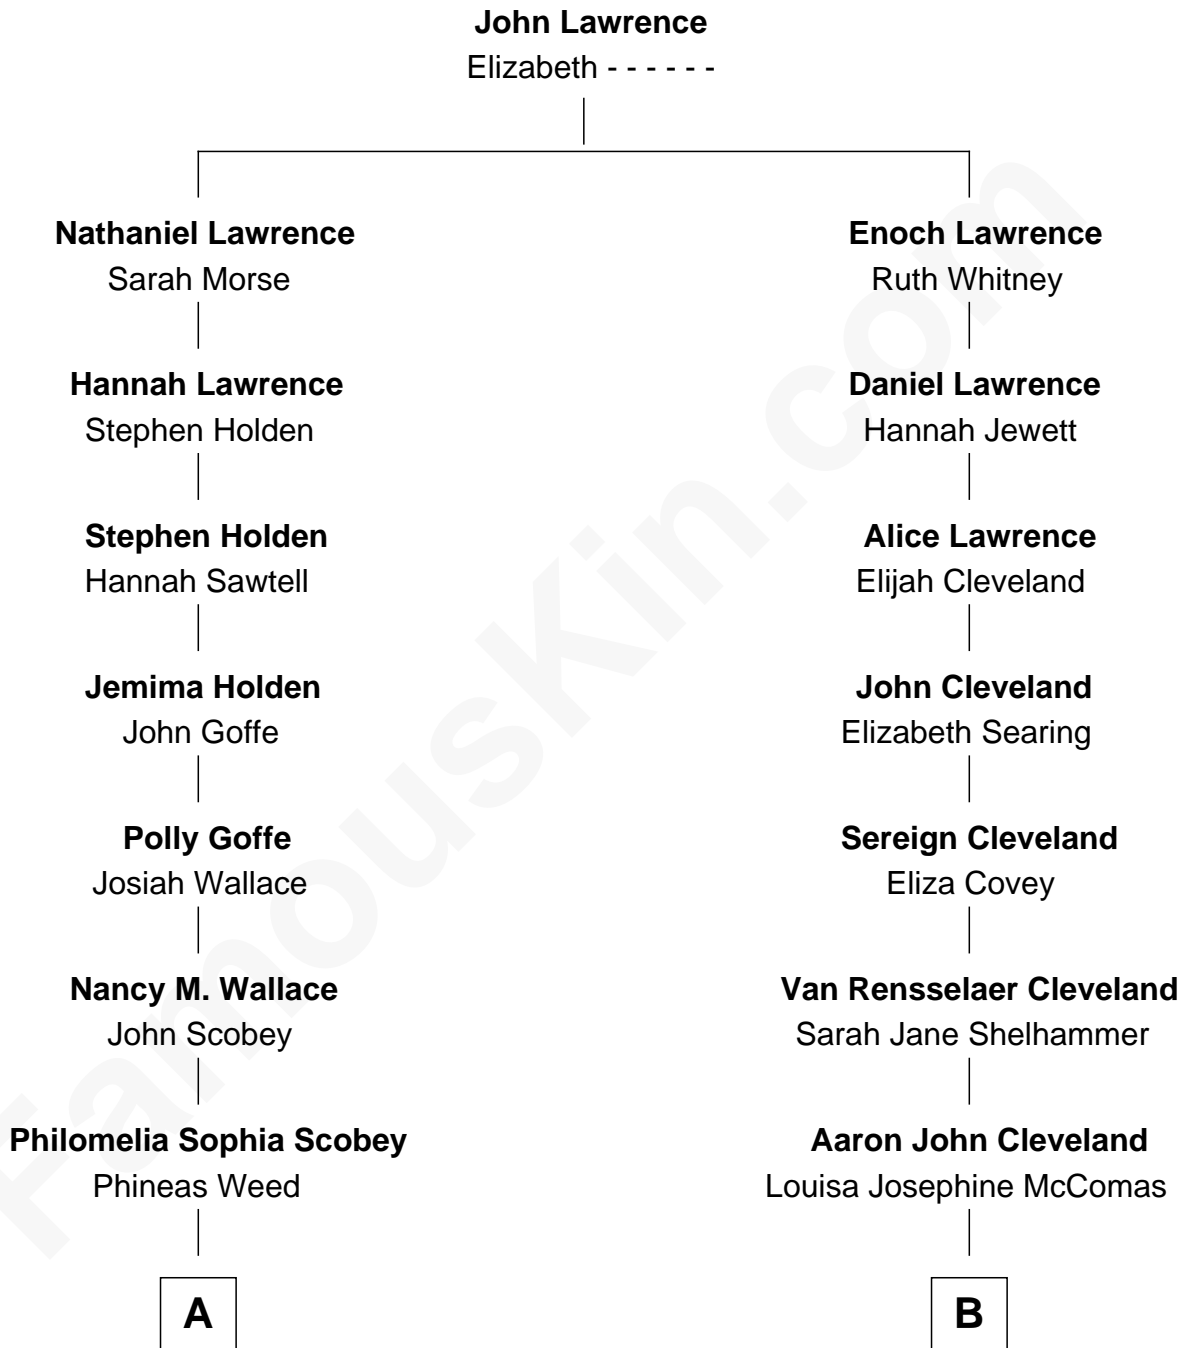 John Lawrence
Elizabeth - - - - - -
Nathaniel Lawrence
Sarah Morse
Hannah Lawrence
Stephen Holden
Stephen Holden
Hannah Sawtell
Jemima Holden
John Goffe
Polly Goffe
Josiah Wallace
Nancy M. Wallace
John Scobey
Philomelia Sophia Scobey
Phineas Weed
A
Enoch Lawrence
Ruth Whitney
Daniel Lawrence
Hannah Jewett
Alice Lawrence
Elijah Cleveland
John Cleveland
Elizabeth Searing
Sereign Cleveland
Eliza Covey
Van Rensselaer Cleveland
Sarah Jane Shelhammer
Aaron John Cleveland
Louisa Josephine McComas
B
FamousKin.com